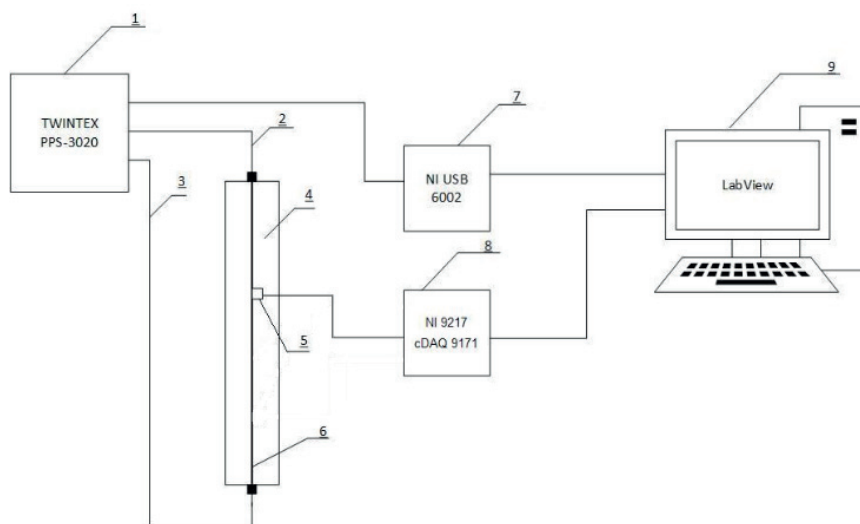 1
TWINTEX
PPS-3020
2
3
4
5
6
7
NI USB
6002
8
NI 9217
cDAQ 9171
9
LabView